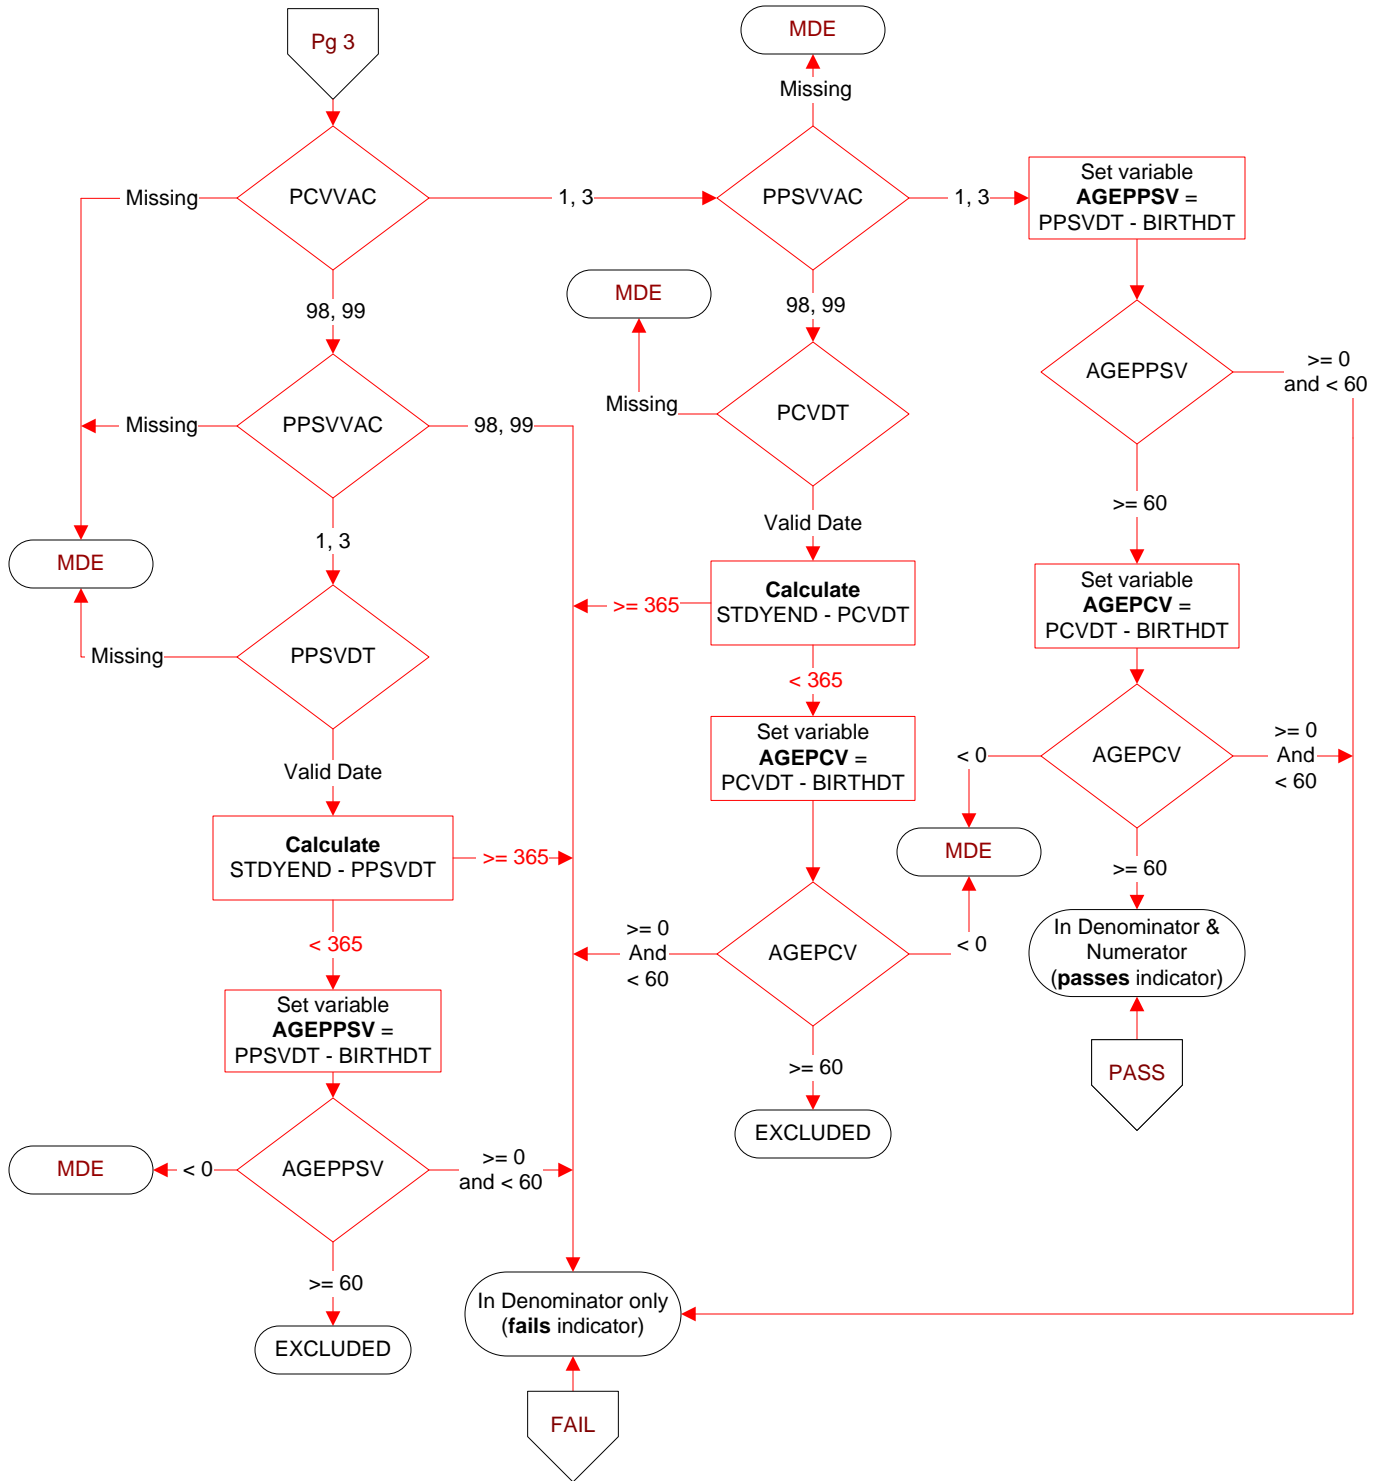 Pg 3
MDE
Missing
PCVVAC
Missing
1, 3
PPSVVAC
1, 3
Set variable
AGEPPSV =
PPSVDT - BIRTHDT
98, 99
MDE
98, 99
AGEPPSV
>= 0
and < 60
PPSVVAC
Missing
98, 99
Missing
PCVDT
>= 60
Valid Date
1, 3
MDE
Set variable
AGEPCV =
PCVDT - BIRTHDT
Calculate
STDYEND - PCVDT
>= 365
PPSVDT
Missing
< 365
Set variable
AGEPCV =
PCVDT - BIRTHDT
AGEPCV
< 0
>= 0
And
< 60
Valid Date
Calculate
STDYEND - PPSVDT
>= 365
MDE
>= 60
In Denominator &
Numerator
(passes indicator)
AGEPCV
>= 0
And
< 60
< 0
< 365
Set variable
AGEPPSV =
PPSVDT - BIRTHDT
>= 60
PASS
EXCLUDED
AGEPPSV
MDE
< 0
>= 0
and < 60
>= 60
In Denominator only
(fails indicator)
EXCLUDED
FAIL